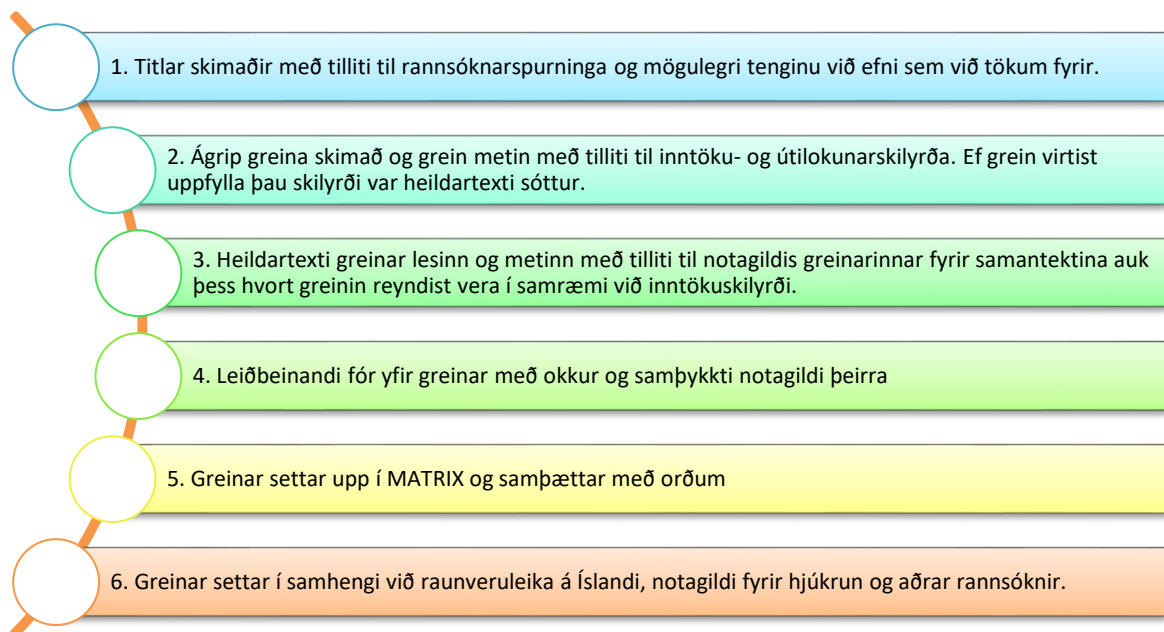 1. Titlar skimaðir með tilliti til rannsóknarspurninga og mögulegri tenginu við efni sem við tökum fyrir.
2. Ágrip greina skimað og grein metin með tilliti til inntöku- og útilokunarskilyrða. Ef grein virtist
uppfylla þau skilyrði var heildartexti sóttur.
3. Heildartexti greinar lesinn og metinn með tilliti til notagildis greinarinnar fyrir samantektina auk
þess hvort greinin reyndist vera í samræmi við inntökuskilyrði.
4. Leiðbeinandi fór yfir greinar með okkur og samþykkti notagildi þeirra
5. Greinar settar upp í MATRIX og samþættar með orðum
6. Greinar settar í samhengi við raunveruleika á Íslandi, notagildi fyrir hjúkrun og aðrar rannsóknir.